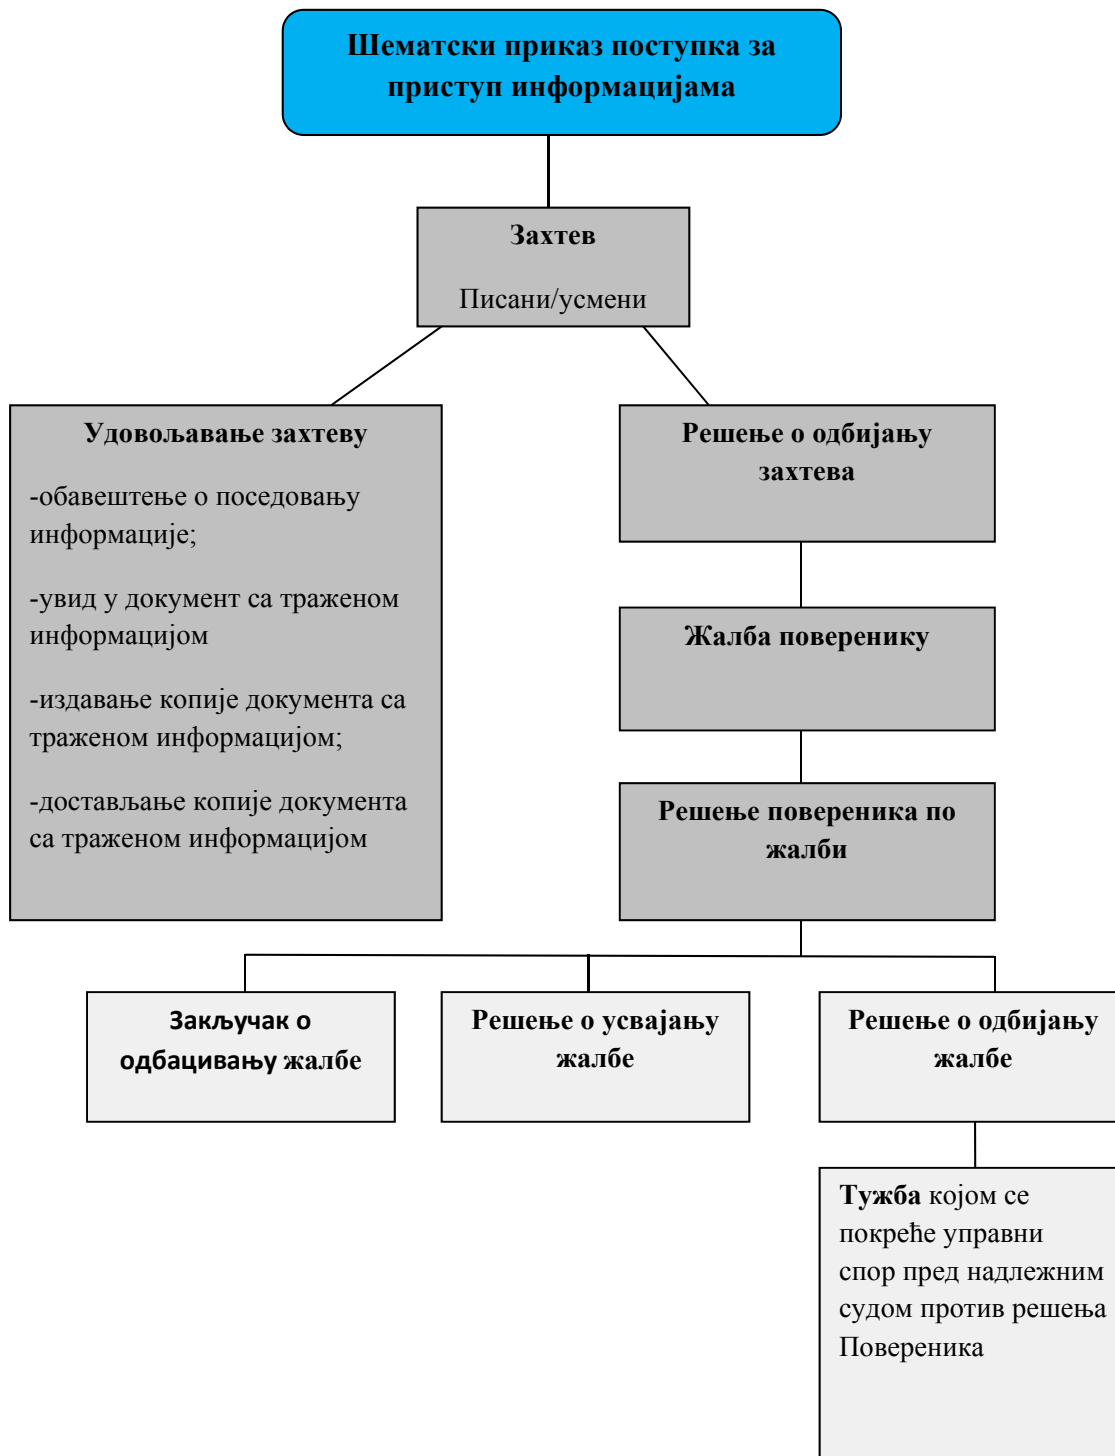 Шематски приказ поступка за
приступ информацијама
Захтев
Писани/усмени
Удовољавање захтеву
-обавештење о поседовању
информације;
-увид у документ са траженом
информацијом
-издавање копије документа са
траженом информацијом;
-достављање копије документа
са траженом информацијом
Решење о одбијању
захтева
Жалба поверенику
Решење повереника по
жалби
Закључак о
одбацивању жалбе
Решење о усвајању
жалбе
Решење о одбијању
жалбе
Тужба којом се
покреће управни
спор пред надлежним
судом против решења
Повереника